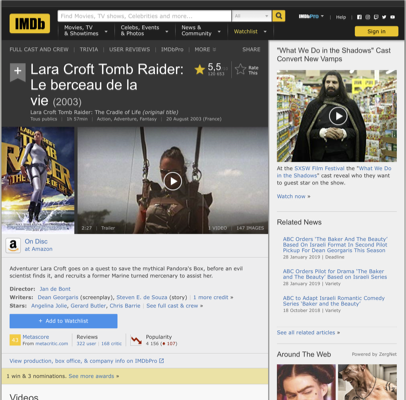 IMDb
Find Movies, TV shows, Celebrities and more...
All
IMDbPro
Help
Movies, TV
& Showtimes
Celebs, Events
& Photos
News &
Community
Watchlist
Sign in
FULL CAST AND CREW | TRIVIA | USER REVIEWS | IMDbPro | MORE
SHARE
Lara Croft Tomb Raider:
Le berceau de la
vie (2003)
5,5
Rate
This
Lara Croft Tomb Raider: The Cradle of Life (original title)
Tous publics | 1h 57min | Action, Adventure, Fantasy | 20 August 2003 (France)
TOMB
RAIDER
2:27 | Trailer
1 VIDEO
147 IMAGES
On Disc
at Amazon
Adventurer Lara Croft goes on a quest to save the mythical Pandora's Box, before an evil
scientist finds it, and recruits a former Marine turned mercenary to assist her.
Director: Jan de Bont
Writers: Dean Georgaris (screenplay), Steven E. de Souza (story) | 1 more credit »
Stars: Angelina Jolie, Gerard Butler, Chris Barrie | See full cast & crew »
+ Add to Watchlist
43
Metascore
From metacritic.com
Reviews
322 user | 168 critic
Popularity
4 156 ( 107)
View production, box office, & company info on IMDbPro
1 win & 3 nominations. See more awards »
Videos
"What We Do in the Shadows" Cast
Convert New Vamps
At the SXSW Film Festival the "What We Do
in the Shadows" cast reveal who they want
to guest star on the show.
Watch now »
Related News
ABC Orders 'The Baker And The Beauty'
Based On Israeli Format To Second Pilot
Pickup For Dean Georgaris This Season
28 January 2019 | Deadline
ABC Orders Pilot for Drama 'The Baker
and The Beauty' Based on Israeli Series
28 January 2019 | Variety
ABC to Adapt Israeli Romantic Comedy
Series 'Baker and the Beauty'
18 October 2018 | Variety
See all related articles »
Around The Web
Powered by ZergNet